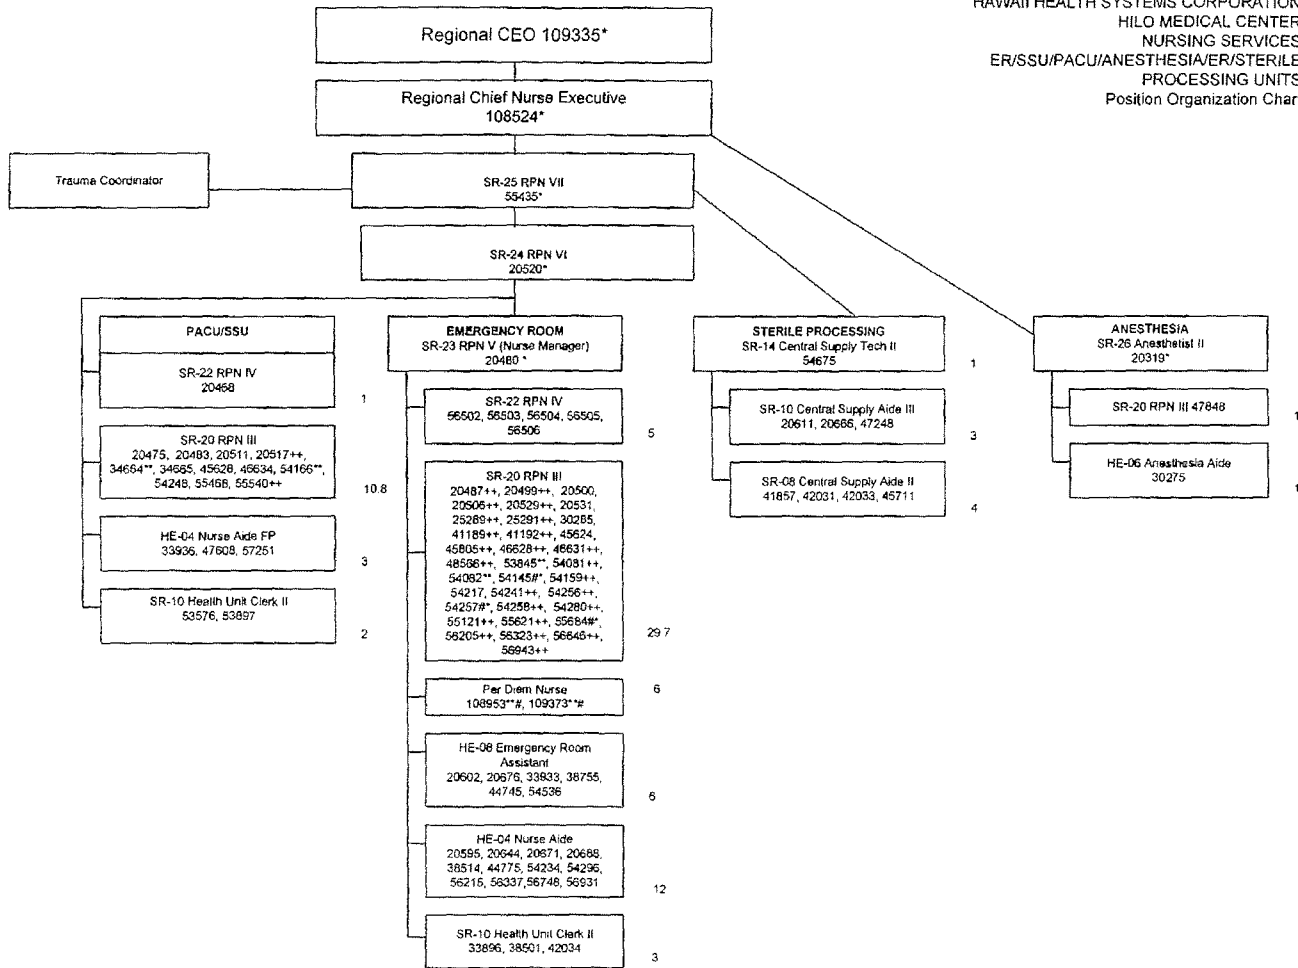 HAWAII HEALTH SYSTEMS CORPORATION
HILO MEDICAL CENTER
NURSING SERVICES
ER/SSU/PACU/ANESTHESIA/ER/STERILE
PROCESSING UNITS
Position Organization Char
Regional CEO 109335*
Regional Chief Nurse Executive
108524*
Trauma Coordinator
SR-25 RPN VII
55435*
SR-24 RPN VI
20520*
PACU/SSU
SR-22 RPN IV
20468
1
SR-20 RPN III
20475, 20483, 20511, 20517++,
34664**, 34665, 45628, 46634, 54166**,
54248, 55468, 55540++
10.8
HE-04 Nurse Aide FP
33936, 47608, 57251
3
SR-10 Health Unit Clerk II
53576, 53897
2
EMERGENCY ROOM
SR-23 RPN V (Nurse Manager)
20480 *
SR-22 RPN IV
56502, 56503, 56504, 56505,
56506
5
SR-20 RPN III
20487++, 20499++, 20500,
20506++, 20529++, 20531,
25289++, 25291++, 30285,
41189++, 41192++, 45624,
45805++, 46628++, 46631++,
48566++, 53845**, 54081++,
54082**, 54145#*, 54159++,
54217, 54241++, 54256++,
54257#*, 54258++, 54280++,
55121++, 55621++, 55684#*,
56205++, 56323++, 56646++,
56943++
29 7
Per Diem Nurse
108953**#, 109373**#
6
HE-08 Emergency Room
Assistant
20602, 20676, 33933, 38755,
44745, 54536
6
HE-04 Nurse Aide
20595, 20644, 20671, 20688,
38514, 44775, 54234, 54296,
56215, 56337,56748, 56931
12
SR-10 Health Unit Clerk II
33896, 38501, 42034
3
STERILE PROCESSING
SR-14 Central Supply Tech II
54675
1
SR-10 Central Supply Aide III
20611, 20666, 47248
3
SR-08 Central Supply Aide II
41857, 42031, 42033, 45711
4
ANESTHESIA
SR-26 Anesthetist II
20319*
SR-20 RPN III 47848
1
HE-06 Anesthesia Aide
30275
1